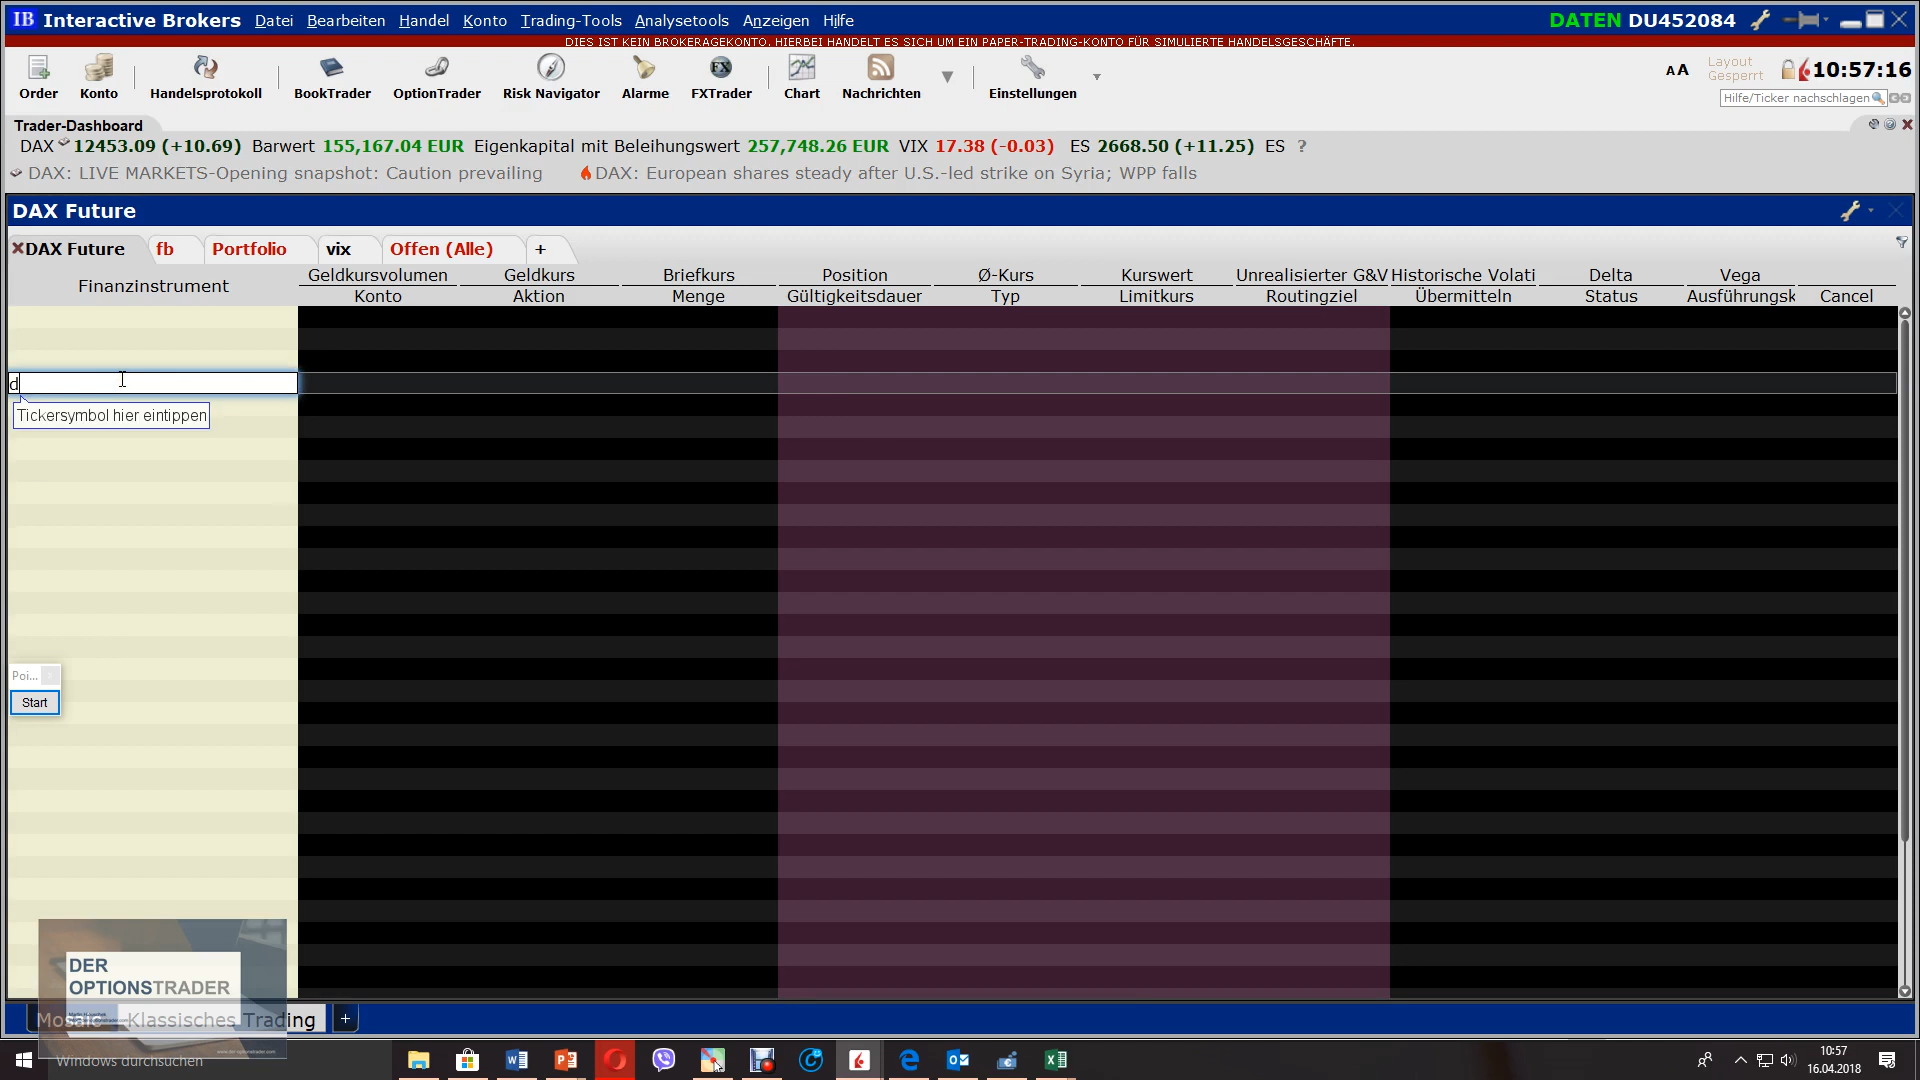 IB Interactive Brokers Datei Bearbeiten Handel Konto Trading-Tools Analysetools Anzeigen Hilfe DATEN DU452084
DIES IST KEIN BROKERAGEKONTO. HIERBEI HANDELT ES SICH UM EIN PAPER-TRADING-KONTO FÜR SIMULIERTE HANDELSGESCHÄFTE.
Order Konto Handelsprotokoll BookTrader OptionTrader Risk Navigator Alarme FX FXTrader Chart Nachrichten Einstellungen
A A Layout Gesperrt 10:57:16
Hilfe/Ticker nachschlagen
Trader-Dashboard
DAX 12453.09 (+10.69) Barwert 155,167.04 EUR Eigenkapital mit Beleihungswert 257,748.26 EUR VIX 17.38 (-0.03) ES 2668.50 (+11.25) ES ?
DAX: LIVE MARKETS-Opening snapshot: Caution prevailing DAX: European shares steady after U.S.-led strike on Syria; WPP falls
DAX Future
DAX Future fb Portfolio vix Offen (Alle) +
Finanzinstrument
Geldkursvolumen Geldkurs Briefkurs Position Ø-Kurs Kurswert Unrealisierter G&V Historische Volati Delta Vega
Konto Aktion Menge Gültigkeitsdauer Typ Limitkurs Routingziel Übermitteln Status Ausführungsk Cancel
d
Tickersymbol hier eintippen
Poi...
Start
DER
OPTIONSTRADER
Mosaic Klassisches Trading +
Windows durchsuchen
10:57
16.04.2018